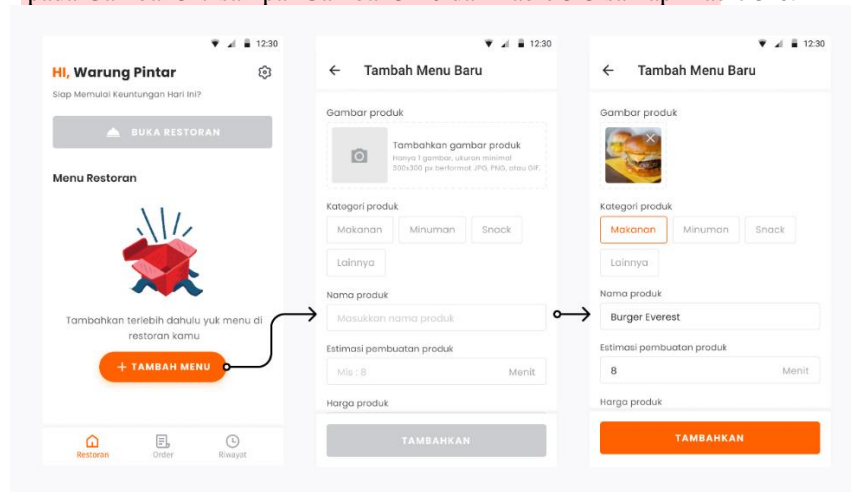 12:30
HI, Warung Pintar
Siap Memulai Keuntungan Hari Ini?
BUKA RESTORAN
Menu Restoran
Tambahkan terlebih dahulu yuk menu di
restoran kamu
+ TAMBAH MENU
Restoran
Order
Riwayat
12:30
Tambah Menu Baru
Gambar produk
Tambahkan gambar produk
Hanya 1 gambar, ukuran minimal
300x300 px berformat JPG, PNG, atau GIF.
Kategori produk
Makanan
Minuman
Snack
Lainnya
Nama produk
Masukkan nama produk
Estimasi pembuatan produk
Mis : 8
Menit
Harga produk
TAMBAHKAN
12:30
Tambah Menu Baru
Gambar produk
Kategori produk
Makanan
Minuman
Snack
Lainnya
Nama produk
Burger Everest
Estimasi pembuatan produk
8
Menit
Harga produk
TAMBAHKAN